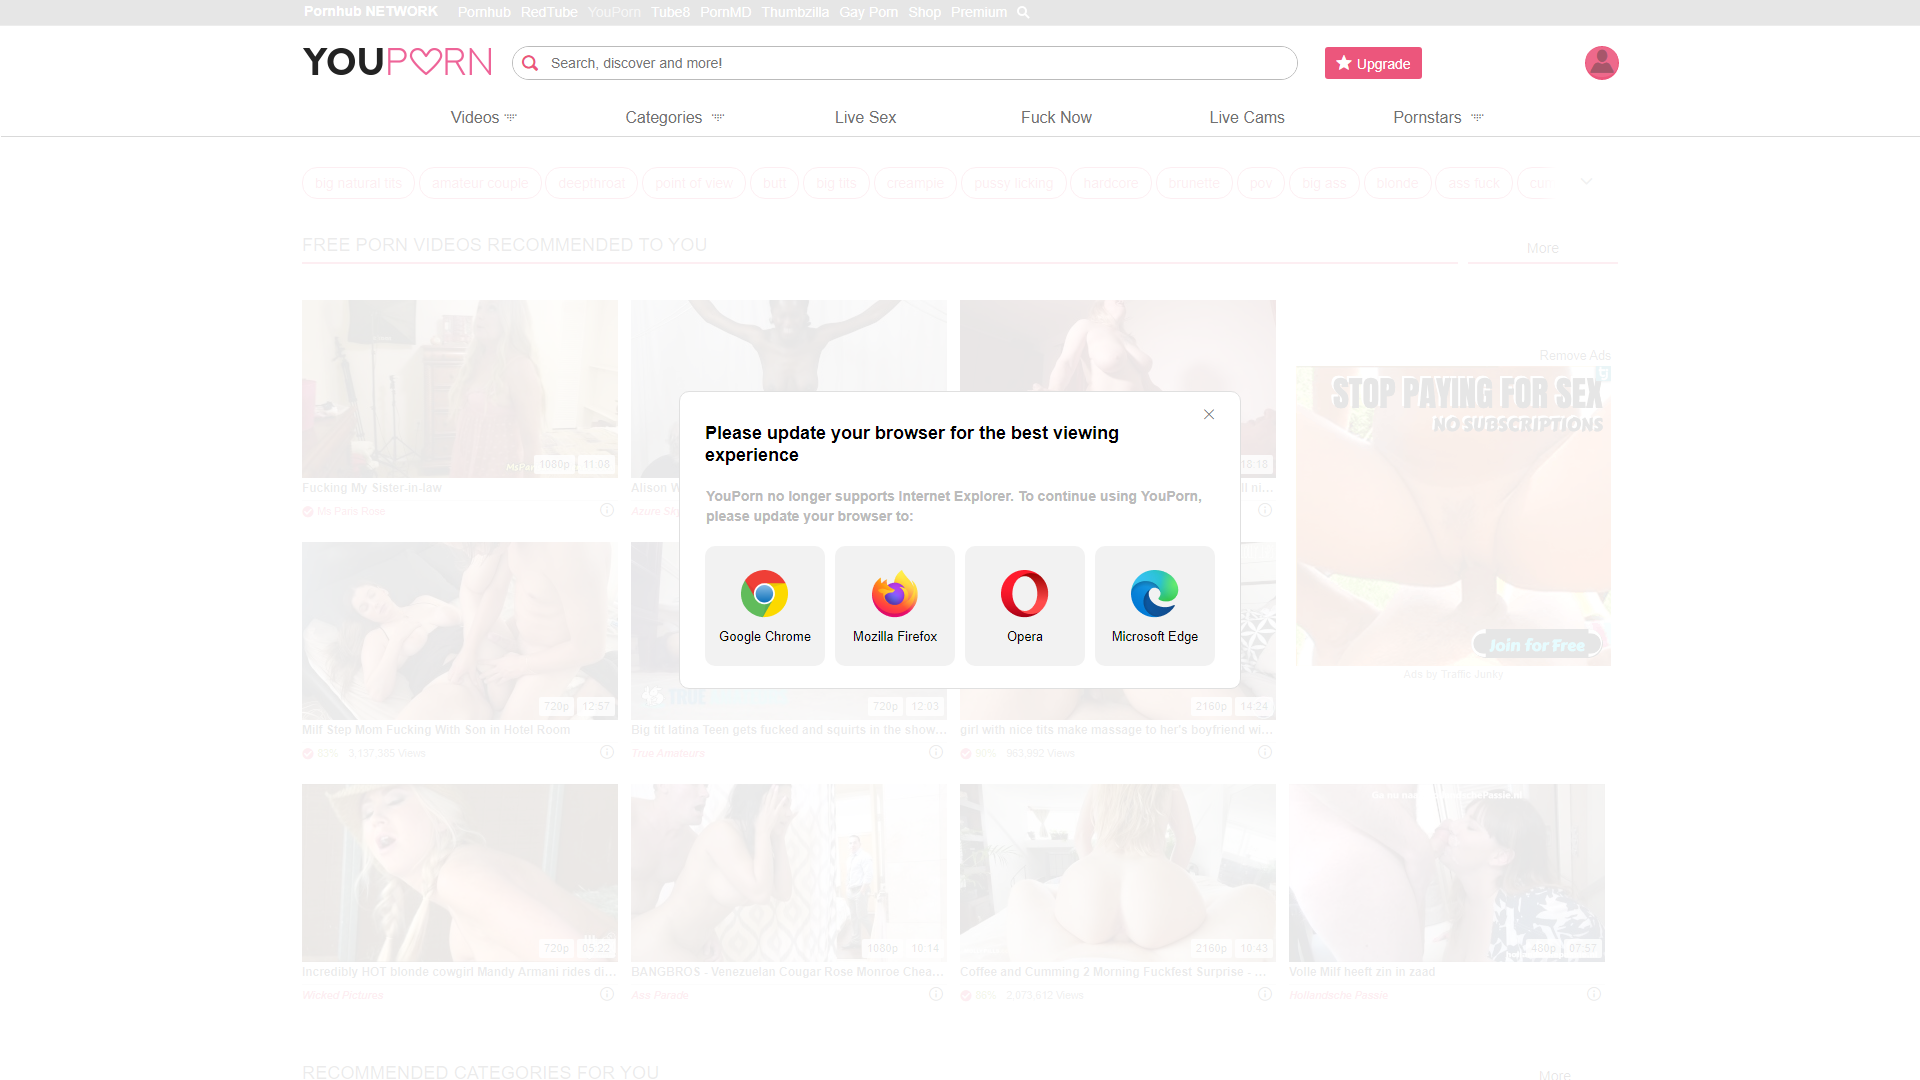 Pornhub NETWORK Pornhub RedTube YouPorn Tube8 PornMD Thumbzilla Gay Porn Shop Premium
YOUPORN Search, discover and more! Upgrade
Videos Categories Live Sex Fuck Now Live Cams Pornstars
big natural tits amateur couple deepthroat point of view butt big tits creampie pussy licking hardcore brunette pov big ass blonde ass fuck
FREE PORN VIDEOS RECOMMENDED TO YOU More
Remove Ads
STOP PAYING FOR SEX
NO SUBSCRIPTIONS
Please update your browser for the best viewing
experience
1080p 11:08
18:18
Fucking My Sister-in-law
Ms Paris Rose
YouPorn no longer supports Internet Explorer. To continue using YouPorn,
please update your browser to:
Google Chrome Mozilla Firefox Opera Microsoft Edge
Join for Free
Ads by Traffic Junky
720p 12:57
720p 12:03
2160p 14:24
Milf Step Mom Fucking With Son in Hotel Room
Big tit latina Teen gets fucked and squirts in the show...
girl with nice tits make massage to her's boyfriend wi...
83% 3,137,385 Views
True Amateurs
983,992 Views
720p 05:22
1080p 10:14
2160p 10:43
480p 07:57
Incredibly HOT blonde cowgirl Mandy Armani rides di...
BANGBROS - Venezuelan Cougar Rose Monroe Chea...
Coffee and Cumming 2 Morning Fuckfest Surprise - ...
Volle Milf heeft zin in zaad
Wicked Pictures
Ass Parade
2,073,612 Views
Hollandsche Passie
RECOMMENDED CATEGORIES FOR YOU More